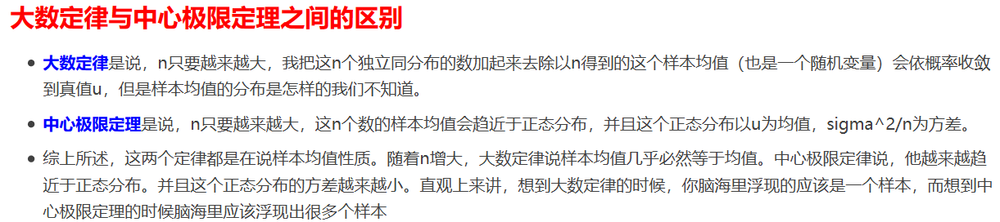 大数定律与中心极限定理之间的区别
大数定律是说，n只要越来越大，我把这n个独立同分布的数加起来去除以n得到的这个样本均值（也是一个随机变量）会依概率收敛
到真值u，但是样本均值的分布是怎样的我们不知道。
中心极限定理是说，n只要越来越大，这n个数的样本均值会趋近于正态分布，并且这个正态分布以u为均值，sigma^2/n为方差。
综上所述，这两个定律都是在说样本均值性质。随着n增大，大数定律说样本均值几乎必然等于均值。中心极限定律说，他越来越趋
近于正态分布。并且这个正态分布的方差越来越小。直观上来讲，想到大数定律的时候，你脑海里浮现的应该是一个样本，而想到中
心极限定理的时候脑海里应该浮现出很多个样本